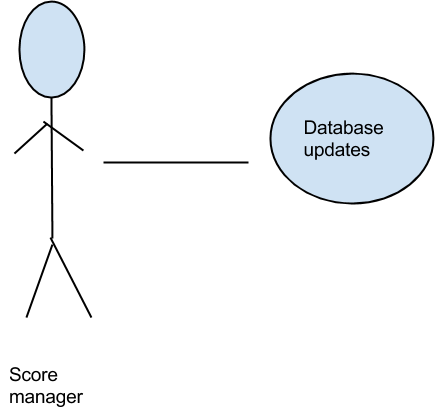 Database
updates
Score
manager